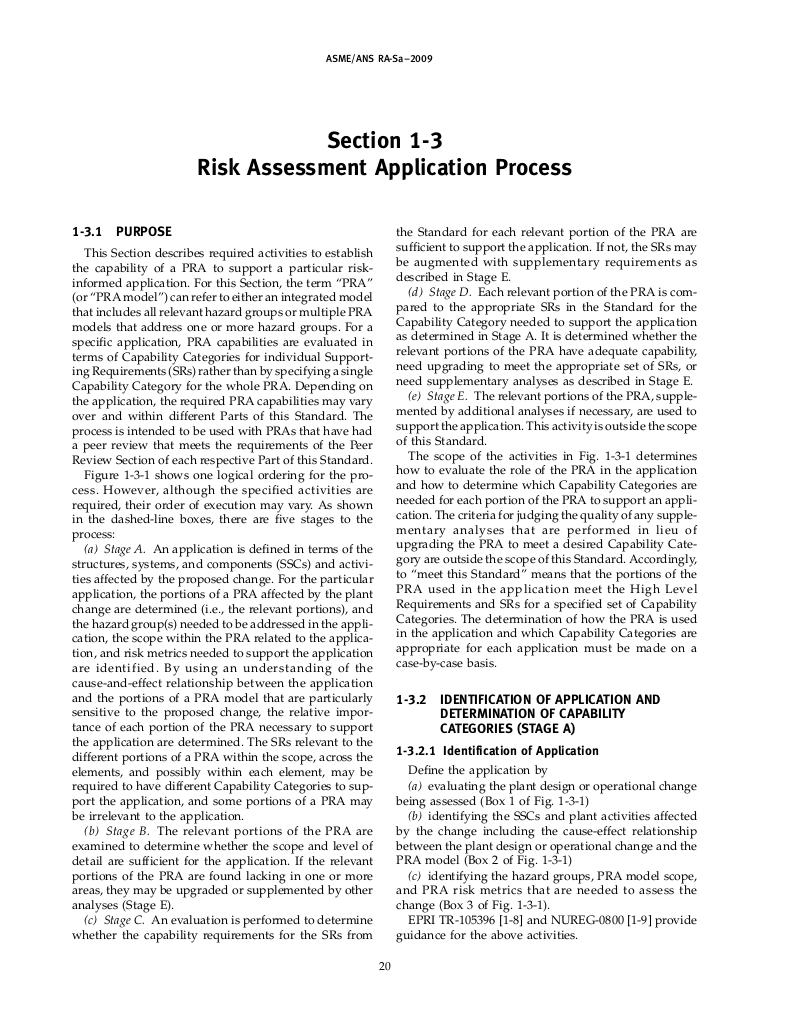 ASME/ANS RA-Sa–2009
Section 1-3
Risk Assessment Application Process
1-3.1 PURPOSE
This Section describes required activities to establish
the capability of a PRA to support a particular risk-
informed application. For this Section, the term “PRA”
(or “PRA model”) can refer to either an integrated model
that includes all relevant hazard groups or multiple PRA
models that address one or more hazard groups. For a
specific application, PRA capabilities are evaluated in
terms of Capability Categories for individual Support-
ing Requirements (SRs) rather than by specifying a single
Capability Category for the whole PRA. Depending on
the application, the required PRA capabilities may vary
over and within different Parts of this Standard. The
process is intended to be used with PRAs that have had
a peer review that meets the requirements of the Peer
Review Section of each respective Part of this Standard.
Figure 1-3-1 shows one logical ordering for the pro-
cess. However, although the specified activities are
required, their order of execution may vary. As shown
in the dashed-line boxes, there are five stages to the
process:
(a) Stage A. An application is defined in terms of the
structures, systems, and components (SSCs) and activi-
ties affected by the proposed change. For the particular
application, the portions of a PRA affected by the plant
change are determined (i.e., the relevant portions), and
the hazard group(s) needed to be addressed in the appli-
cation, the scope within the PRA related to the applica-
tion, and risk metrics needed to support the application
are identified. By using an understanding of the
cause-and-effect relationship between the application
and the portions of a PRA model that are particularly
sensitive to the proposed change, the relative impor-
tance of each portion of the PRA necessary to support
the application are determined. The SRs relevant to the
different portions of a PRA within the scope, across the
elements, and possibly within each element, may be
required to have different Capability Categories to sup-
port the application, and some portions of a PRA may
be irrelevant to the application.
(b) Stage B. The relevant portions of the PRA are
examined to determine whether the scope and level of
detail are sufficient for the application. If the relevant
portions of the PRA are found lacking in one or more
areas, they may be upgraded or supplemented by other
analyses (Stage E).
(c) Stage C. An evaluation is performed to determine
whether the capability requirements for the SRs from
the Standard for each relevant portion of the PRA are
sufficient to support the application. If not, the SRs may
be augmented with supplementary requirements as
described in Stage E.
(d) Stage D. Each relevant portion of the PRA is com-
pared to the appropriate SRs in the Standard for the
Capability Category needed to support the application
as determined in Stage A. It is determined whether the
relevant portions of the PRA have adequate capability,
need upgrading to meet the appropriate set of SRs, or
need supplementary analyses as described in Stage E.
(e) Stage E. The relevant portions of the PRA, supple-
mented by additional analyses if necessary, are used to
support the application. This activity is outside the scope
of this Standard.
The scope of the activities in Fig. 1-3-1 determines
how to evaluate the role of the PRA in the application
and how to determine which Capability Categories are
needed for each portion of the PRA to support an appli-
cation. The criteria for judging the quality of any supple-
mentary analyses that are performed in lieu of
upgrading the PRA to meet a desired Capability Cate-
gory are outside the scope of this Standard. Accordingly,
to “meet this Standard” means that the portions of the
PRA used in the application meet the High Level
Requirements and SRs for a specified set of Capability
Categories. The determination of how the PRA is used
in the application and which Capability Categories are
appropriate for each application must be made on a
case-by-case basis.
1-3.2 IDENTIFICATION OF APPLICATION AND
DETERMINATION OF CAPABILITY
CATEGORIES (STAGE A)
1-3.2.1 Identification of Application
Define the application by
(a) evaluating the plant design or operational change
being assessed (Box 1 of Fig. 1-3-1)
(b) identifying the SSCs and plant activities affected
by the change including the cause-effect relationship
between the plant design or operational change and the
PRA model (Box 2 of Fig. 1-3-1)
(c) identifying the hazard groups, PRA model scope,
and PRA risk metrics that are needed to assess the
change (Box 3 of Fig. 1-3-1).
EPRI TR-105396 [1-8] and NUREG-0800 [1-9] provide
guidance for the above activities.
20